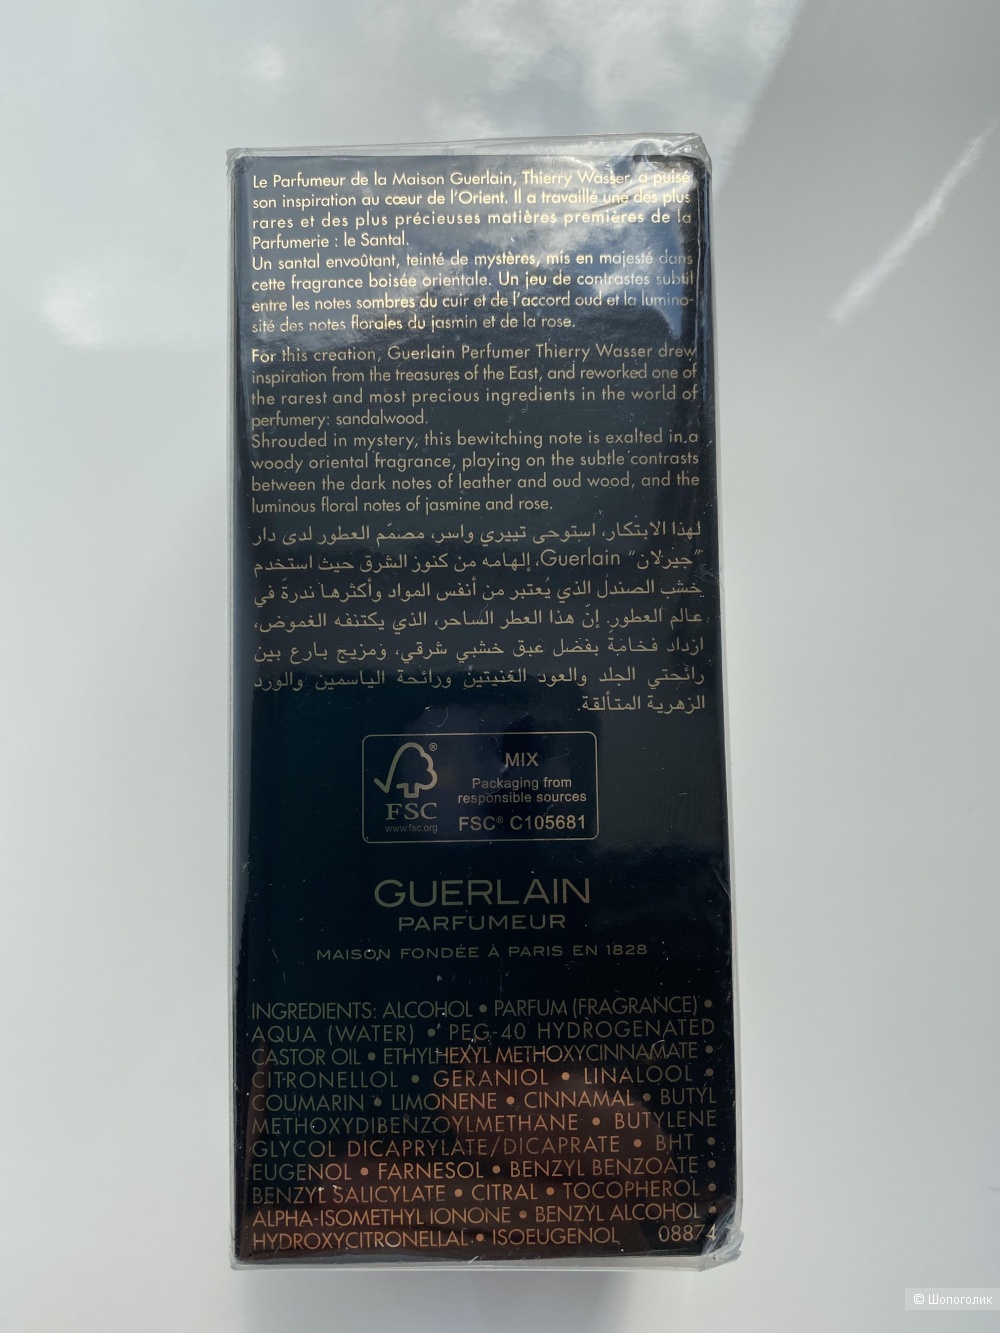 Le Parfumeur de la Maison Guerlain, Thierry Wasser, a puisé
son inspiration au cœur de l'Orient. Il a travaillé une des plus
rares et des plus précieuses matières premières de la
Parfumerie : le Santal.
Un santal envoûtant, teinté de mystères, mis en majesté dans
cette fragrance boisée orientale. Un jeu de contrastes subtil
entre les notes sombres du cuir et de l'accord oud et la lumino-
sité des notes florales du jasmin et de la rose.
For this creation, Guerlain Perfumer Thierry Wasser drew
inspiration from the treasures of the East, and reworked one of
the rarest and most precious ingredients in the world of
perfumery: sandalwood.
Shrouded in mystery, this bewitching note is exalted in a
woody oriental fragrance, playing on the subtle contrasts
between the dark notes of leather and oud wood, and the
luminous floral notes of jasmine and rose.
لهذا الابتكار، استوحى تييري واسر، مصمّم العطور لدى دار
"جيرلان" Guerlain، إلهامه من كنوز الشرق حيث استخدم
خشب الصندل الذي يُعتبر من أنفس المواد وأكثرها ندرةً في
عالم العطور. إنّ هذا العطر الساحر، الذي يكتنفه الغموض،
ازداد فخامةً بفضل عبق خشبي شرقي، ومزيج بارع بين
رائحتي الجلد والعود الغنيتين ورائحة الياسمين والورد
الزهرية المتألقة.
FSC®
www.fsc.org
MIX
Packaging from
responsible sources
FSC® C105681
GUERLAIN
PARFUMEUR
MAISON FONDÉE À PARIS EN 1828
INGREDIENTS: ALCOHOL • PARFUM (FRAGRANCE) •
AQUA (WATER) • PEG-40 HYDROGENATED
CASTOR OIL • ETHYLHEXYL METHOXYCINNAMATE •
CITRONELLOL • GERANIOL • LINALOOL •
COUMARIN • LIMONENE • CINNAMAL • BUTYL
METHOXYDIBENZOYLMETHANE • BUTYLENE
GLYCOL DICAPRYLATE/DICAPRATE • BHT •
EUGENOL • FARNESOL • BENZYL BENZOATE •
BENZYL SALICYLATE • CITRAL • TOCOPHEROL •
ALPHA-ISOMETHYL IONONE • BENZYL ALCOHOL •
HYDROXYCITRONELLAL • ISOEUGENOL 08874
© Шопоголик